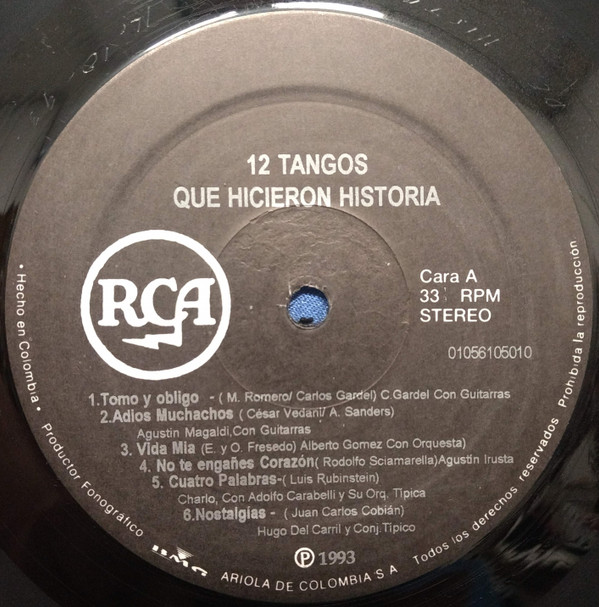 12 TANGOS
QUE HICIERON HISTORIA
RCA
Cara A
33 RPM
STEREO
01056105010
1.Tomo y obligo - ( M. Romero/ Carlos Gardel) C.Gardel Con Guitarras
2.Adios Muchachos ( César Vedani/ A. Sanders)
Agustin Magaldi,Con Guitarras
3. Vida Mia (E. y O. Fresedo) Alberto Gomez Con Orquesta)
4. No te engañes Corazón( Rodolfo Sciamarella)Agustin Irusta
5. Cuatro Palabras-( Luis Rubinstein)
Charlo, Con Adolfo Carabelli y Su Orq. Tipica
6.Nostalgías - ( Juan Carlos Cobián)
Hugo Del Carril y Conj.Tipico
℗ 1993
• Hecho en Colombia • Productor Fonográfico BMG ARIOLA DE COLOMBIA S A Todos los derechos reservados Prohibida la reproducción